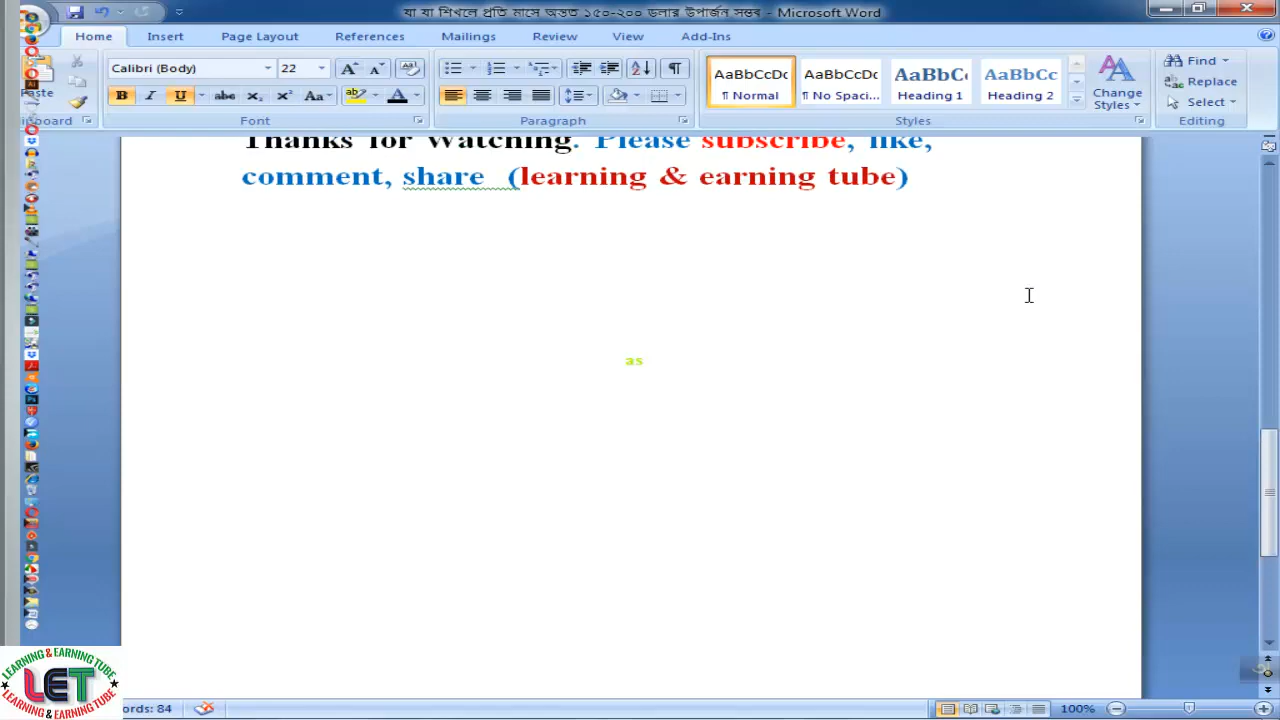 যা যা শিখলে প্রতি মাসে অন্তত ১৫০-২০০ ডলার উপার্জন সম্ভব - Microsoft Word
Home Insert Page Layout References Mailings Review View Add-Ins
Calibri (Body) 22
AaBbCcDc AaBbCcDc AaBbCc AaBbCc
Paste
¶ Normal ¶ No Spaci... Heading 1 Heading 2
Change Styles
Find
Replace
Select
Font Paragraph Styles Editing
Thanks for Watching. Please subscribe, like,
comment, share (learning & earning tube)
as
LEARNING & EARNING TUBE
LET
LEARNING & EARNING TUBE
ords: 84 100%